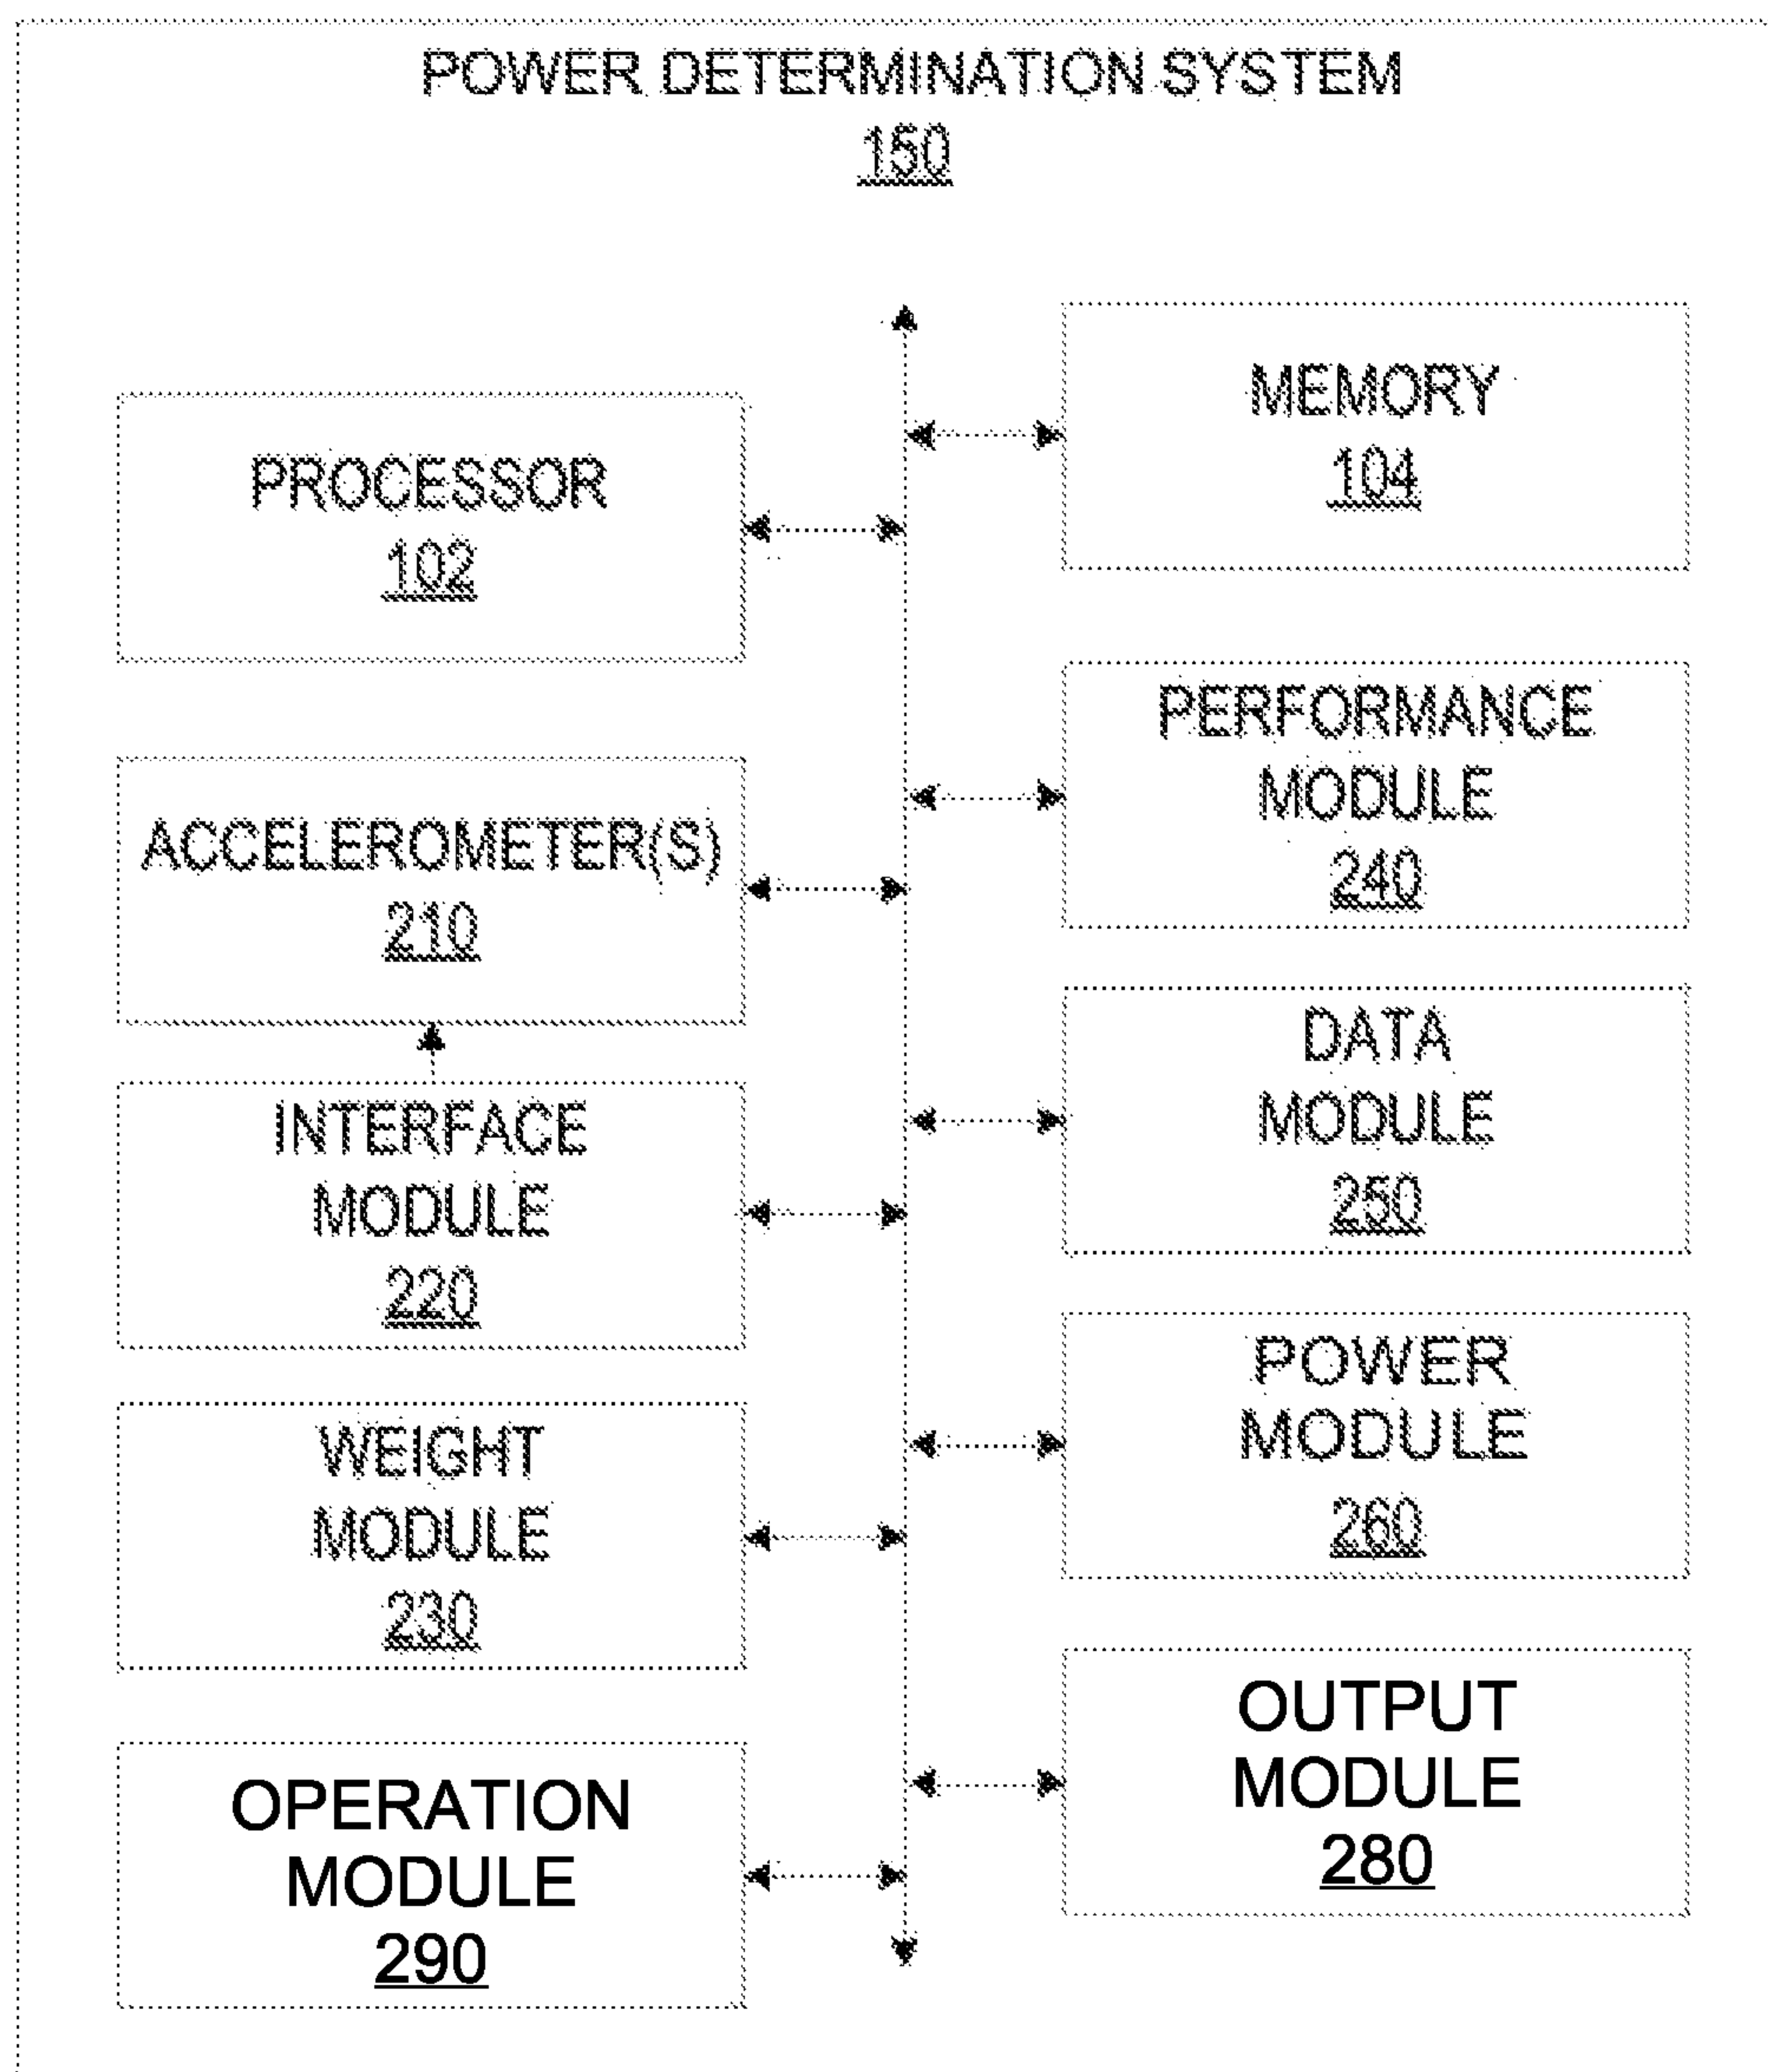 POWER DETERMINATION SYSTEM
150
PROCESSOR
102
MEMORY
104
ACCELEROMETER(S)
210
PERFORMANCE
MODULE
240
INTERFACE
MODULE
220
DATA
MODULE
250
WEIGHT
MODULE
230
POWER
MODULE
260
OPERATION
MODULE
290
OUTPUT
MODULE
280